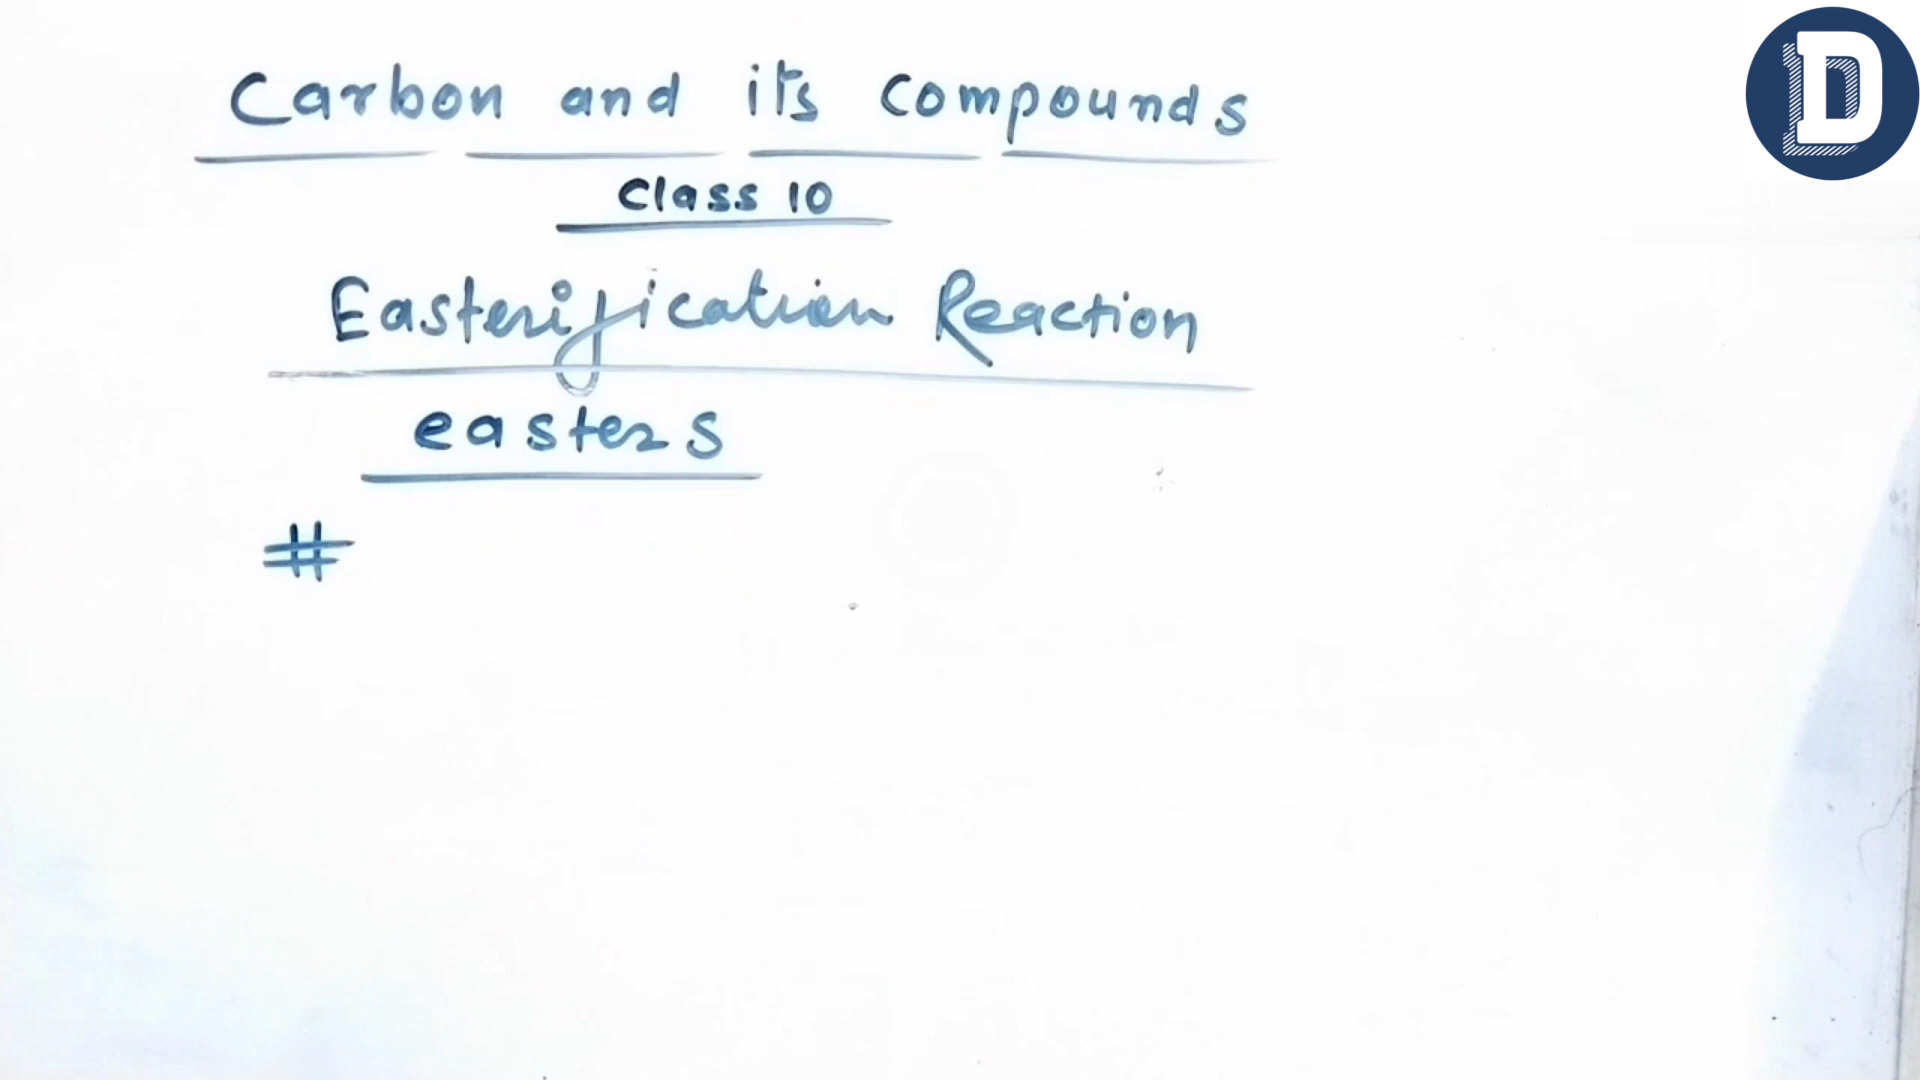 Carbon and its compounds
Class 10
Easterification Reaction
easters
#
D